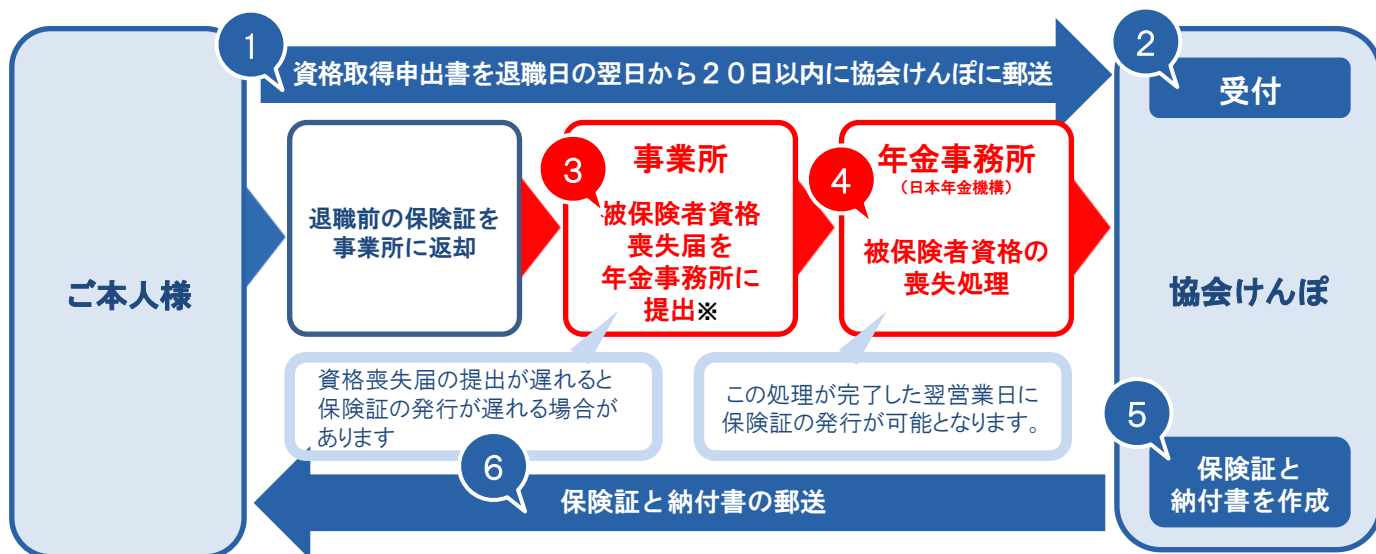 1
資格取得申出書を退職日の翌日から２０日以内に協会けんぽに郵送
2
受付
ご本人様
退職前の保険証を
事業所に返却
3
事業所
被保険者資格
喪失届を
年金事務所に
提出※
4
年金事務所
（日本年金機構）
被保険者資格の
喪失処理
協会けんぽ
資格喪失届の提出が遅れると
保険証の発行が遅れる場合が
あります
この処理が完了した翌営業日に
保険証の発行が可能となります。
5
保険証と
納付書を作成
6
保険証と納付書の郵送